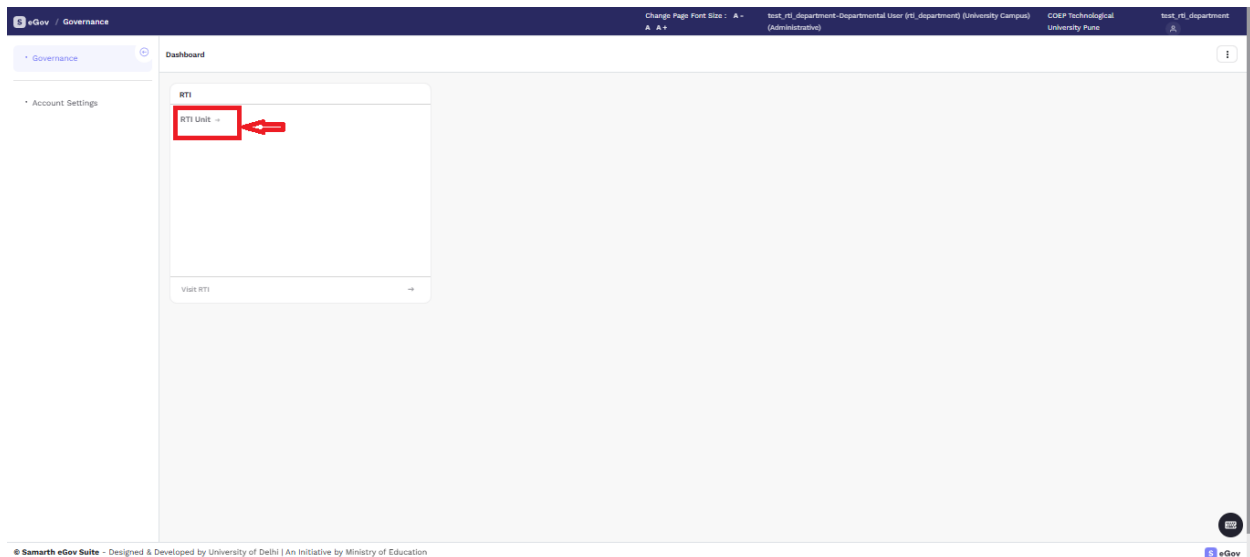 S eGov / Governance
Change Page Font Size : A -
A A +
test_rti_department-Departmental User (rti_department) (University Campus)
(Administrative)
COEP Technological
University Pune
test_rti_department
Governance
Account Settings
Dashboard
RTI
RTI Unit →
Visit RTI →
© Samarth eGov Suite - Designed & Developed by University of Delhi | An Initiative by Ministry of Education
S eGov